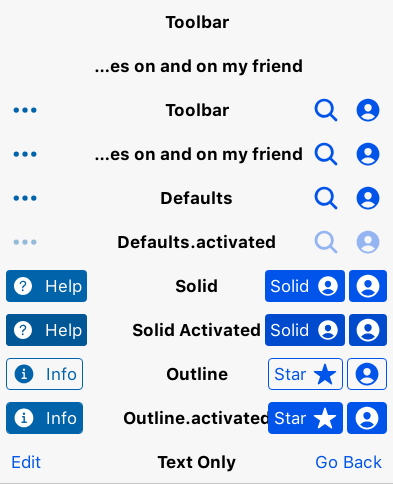 Toolbar
...es on and on my friend
Toolbar
...es on and on my friend
Defaults
Defaults.activated
Help Solid Solid
Help Solid Activated Solid
Info Outline Star
Info Outline.activated Star
Edit Text Only Go Back